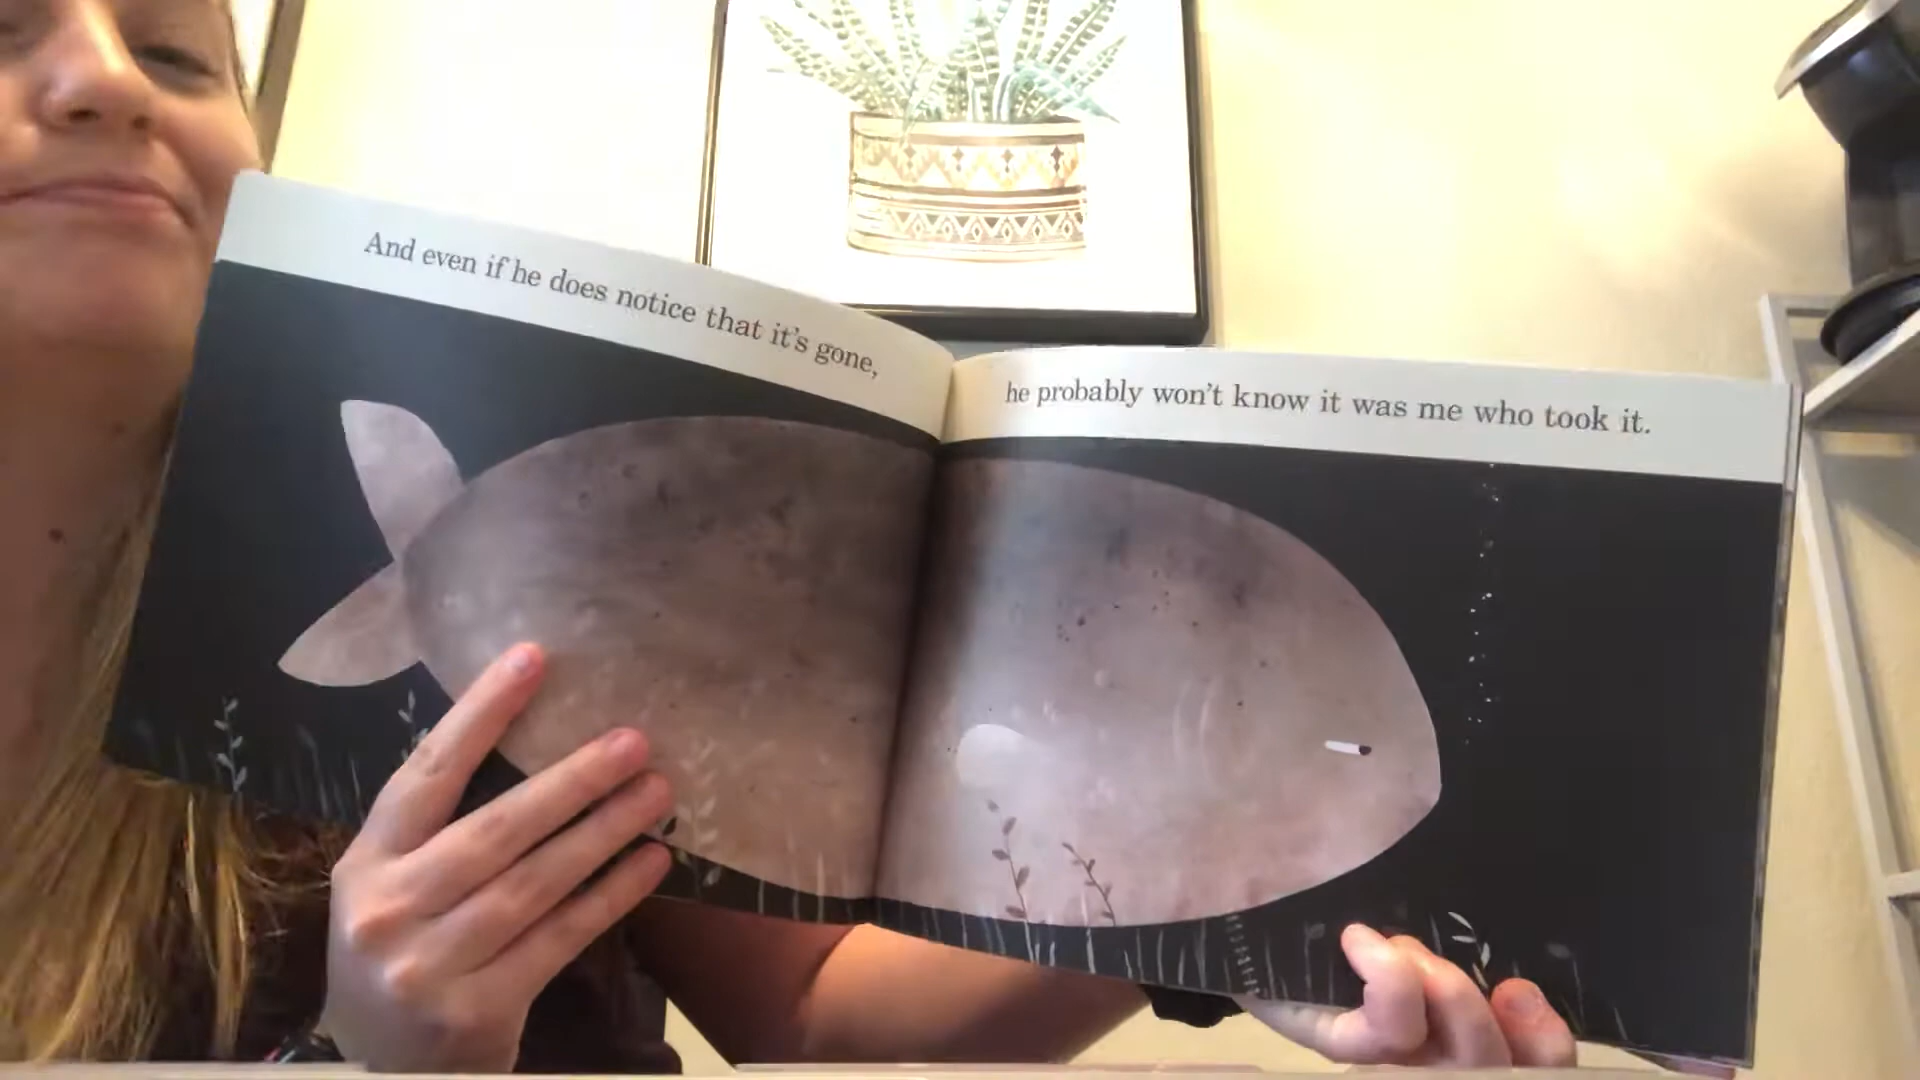 And even if he does notice that it's gone,
he probably won't know it was me who took it.